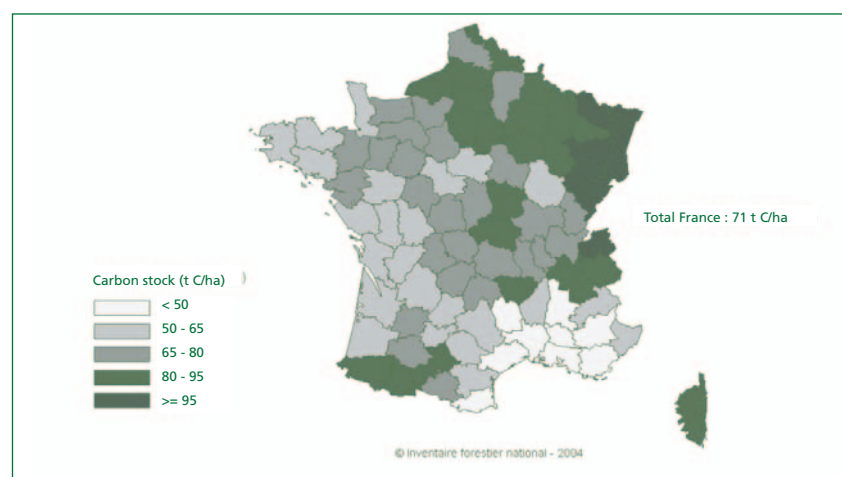 Total France : 71 t C/ha
Carbon stock (t C/ha)
< 50
50 - 65
65 - 80
80 - 95
>= 95
© Inventaire forestier national - 2004